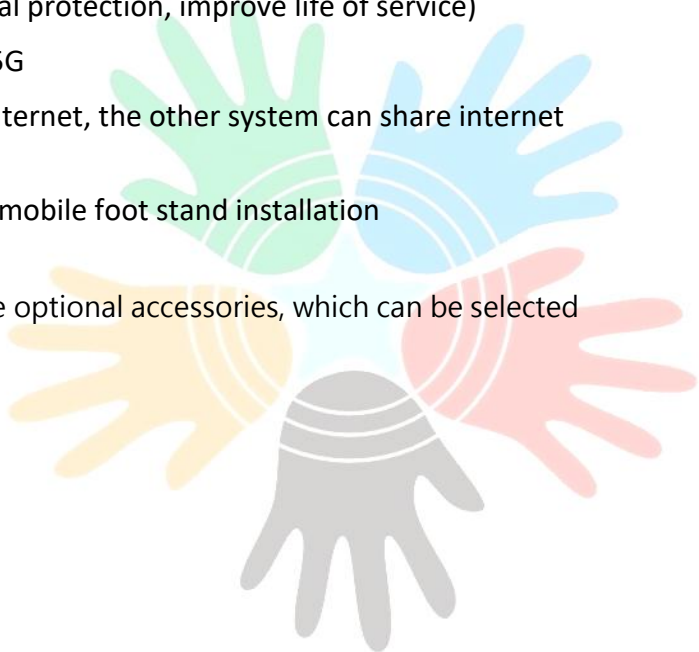 al protection, improve life of service)
5G
ternet, the other system can share internet
mobile foot stand installation
e optional accessories, which can be selected